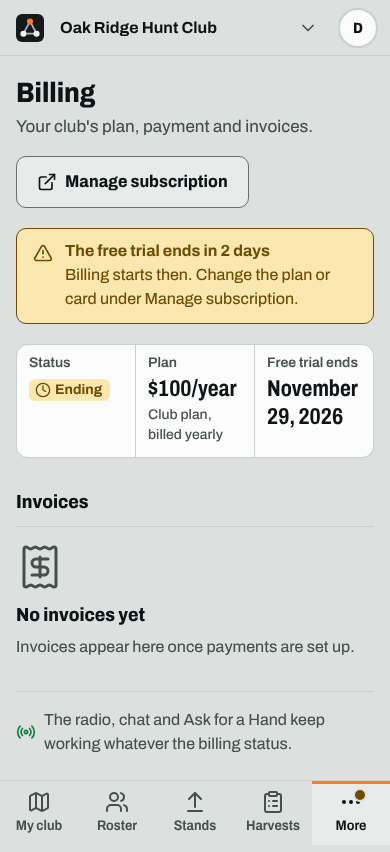 Oak Ridge Hunt Club
D
Billing
Your club's plan, payment and invoices.
Manage subscription
The free trial ends in 2 days
Billing starts then. Change the plan or
card under Manage subscription.
Status
Ending
Plan
$100/year
Club plan,
billed yearly
Free trial ends
November
29, 2026
Invoices
No invoices yet
Invoices appear here once payments are set up.
The radio, chat and Ask for a Hand keep
working whatever the billing status.
My club
Roster
Stands
Harvests
More